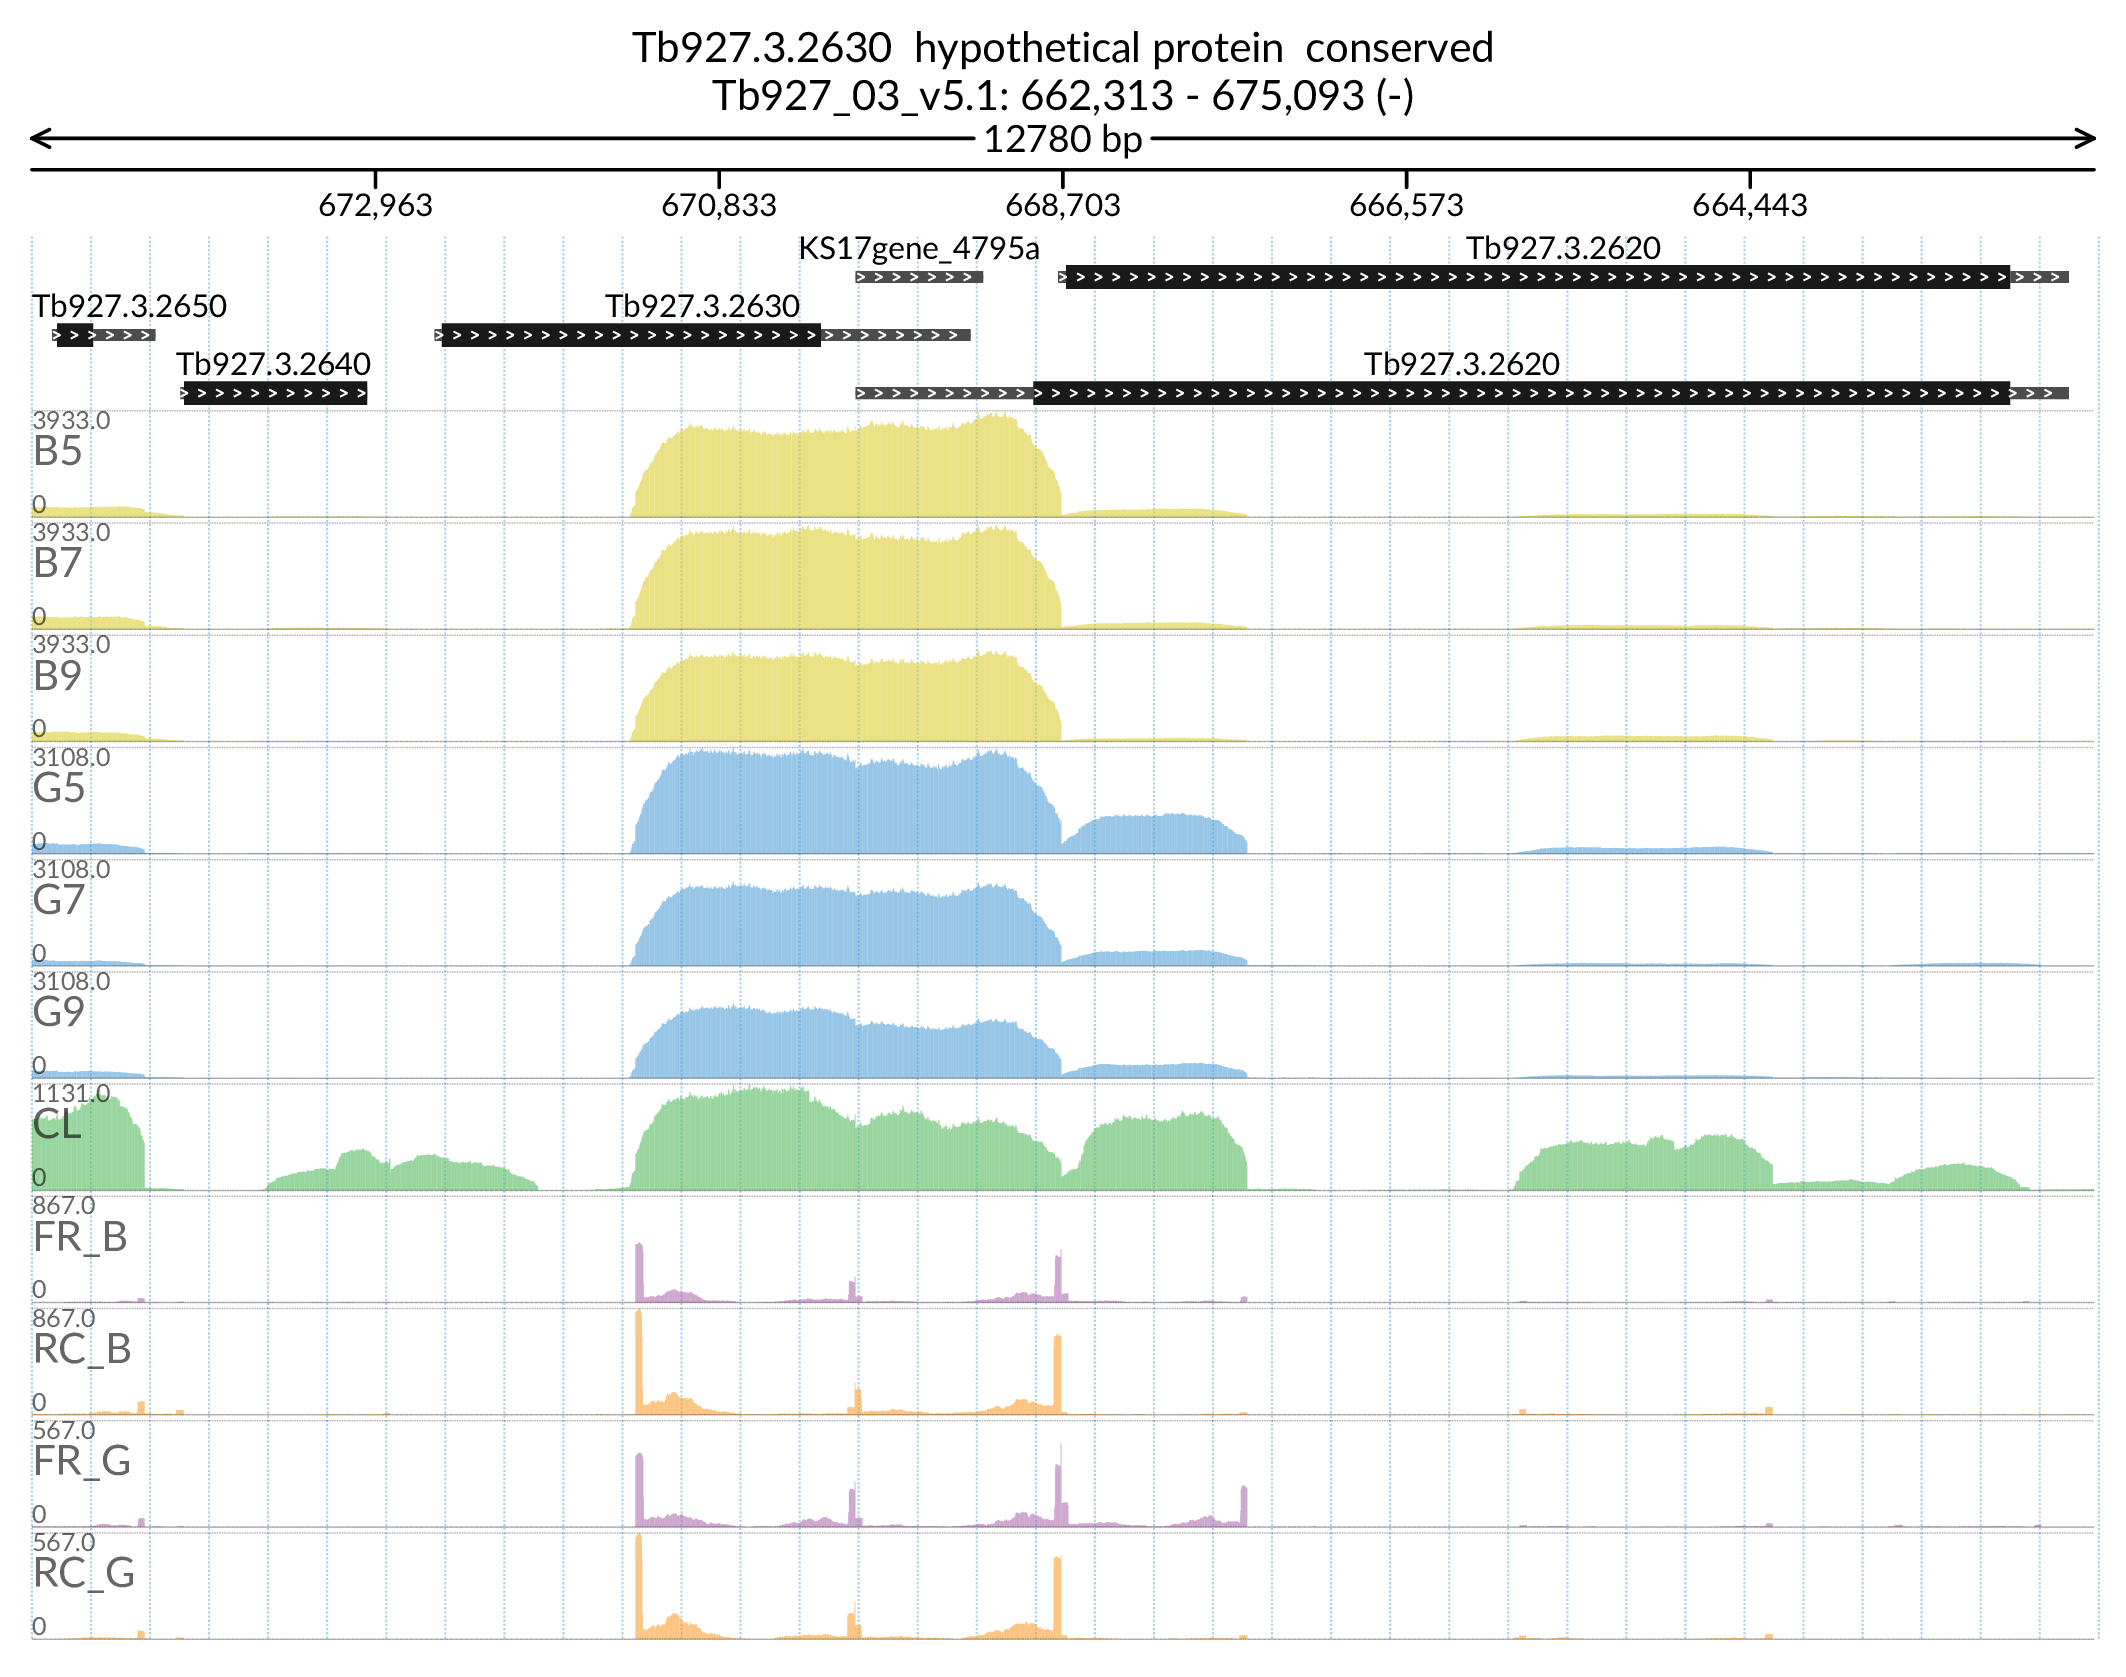 Tb927.3.2630  hypothetical protein  conserved
Tb927_03_v5.1: 662,313 - 675,093 (-)
12780 bp
672,963 670,833 668,703 666,573 664,443
KS17gene_4795a Tb927.3.2620
Tb927.3.2650 Tb927.3.2630
Tb927.3.2640 Tb927.3.2620
3933.0
B5
0
3933.0
B7
0
3933.0
B9
0
3108.0
G5
0
3108.0
G7
0
3108.0
G9
0
1131.0
CL
0
867.0
FR_B
0
867.0
RC_B
0
567.0
FR_G
0
567.0
RC_G
0